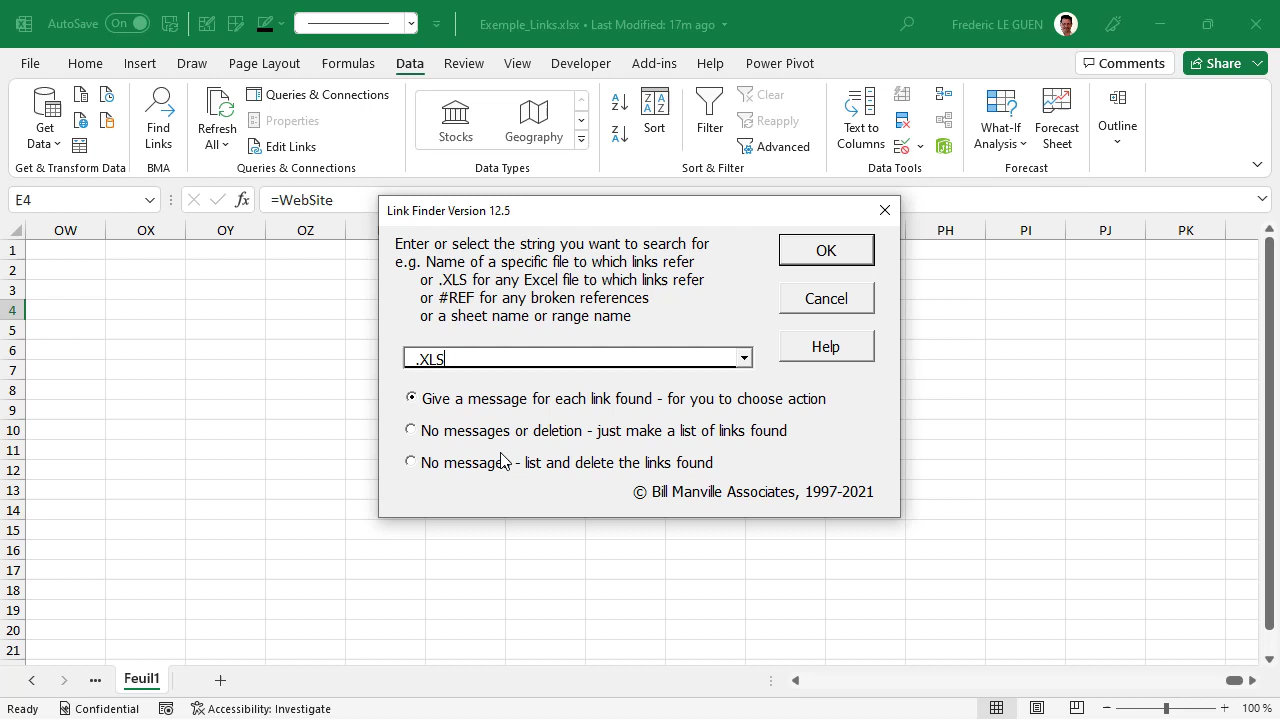 AutoSave On
Exemple_Links.xlsx • Last Modified: 17m ago
Frederic LE GUEN
File Home Insert Draw Page Layout Formulas Data Review View Developer Add-ins Help Power Pivot Comments Share
Get Data
Get & Transform Data
Find Links
BMA
Refresh All
Queries & Connections
Properties
Edit Links
Queries & Connections
Stocks Geography
Data Types
Sort
Filter
Clear
Reapply
Advanced
Sort & Filter
Text to Columns
Data Tools
What-If Analysis
Forecast Sheet
Forecast
Outline
E4 fx =WebSite
OW OX OY OZ PH PI PJ PK
1
2
3
4
5
6
7
8
9
10
11
12
13
14
15
16
17
18
19
20
21
Link Finder Version 12.5
Enter or select the string you want to search for
e.g. Name of a specific file to which links refer
or .XLS for any Excel file to which links refer
or #REF for any broken references
or a sheet name or range name
OK
Cancel
Help
.XLS
Give a message for each link found - for you to choose action
No messages or deletion - just make a list of links found
No messages - list and delete the links found
© Bill Manville Associates, 1997-2021
Feuil1
Ready Confidential Accessibility: Investigate 100 %